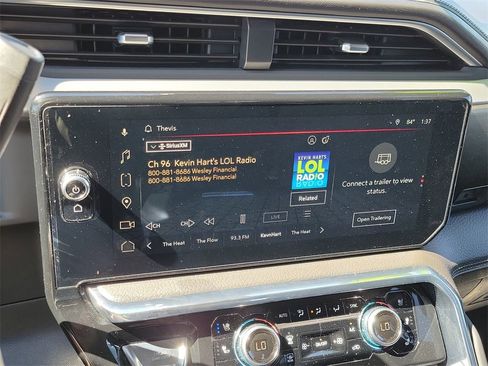 Thevis
84° 1:37
SiriusXM
Ch 96 Kevin Hart's LOL Radio
800-881-8686 Wesley Financial
800-881-8686 Wesley Financial
KEVIN HART'S
LOL
RADIO
Related
Connect a trailer to view
status.
Open Trailering
CH
CH
LIVE
The Heat The Flow 93.3 FM KevnHart The Heat
AUTO
SYNC
LO
LO